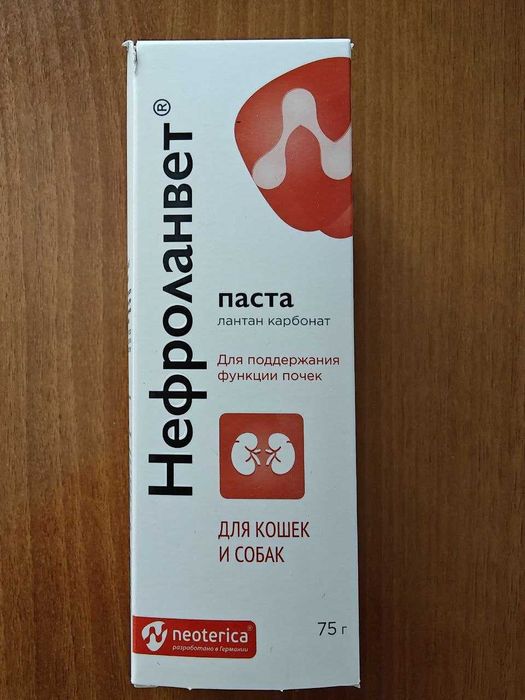 Нефроланвет®
паста
лантан карбонат
Для поддержания
функции почек
ДЛЯ КОШЕК
И СОБАК
neoterica®
разработано в Германии
75 г